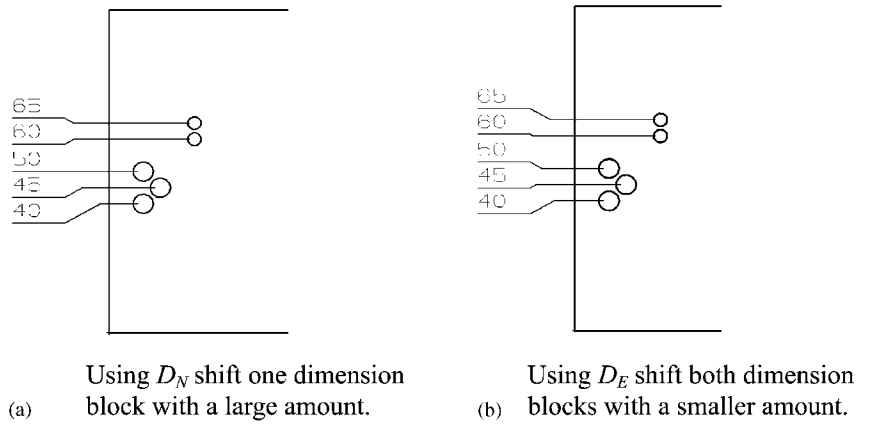 65
60
50
45
40
(a) Using D_N shift one dimension
block with a large amount.
65
60
50
45
40
(b) Using D_E shift both dimension
blocks with a smaller amount.